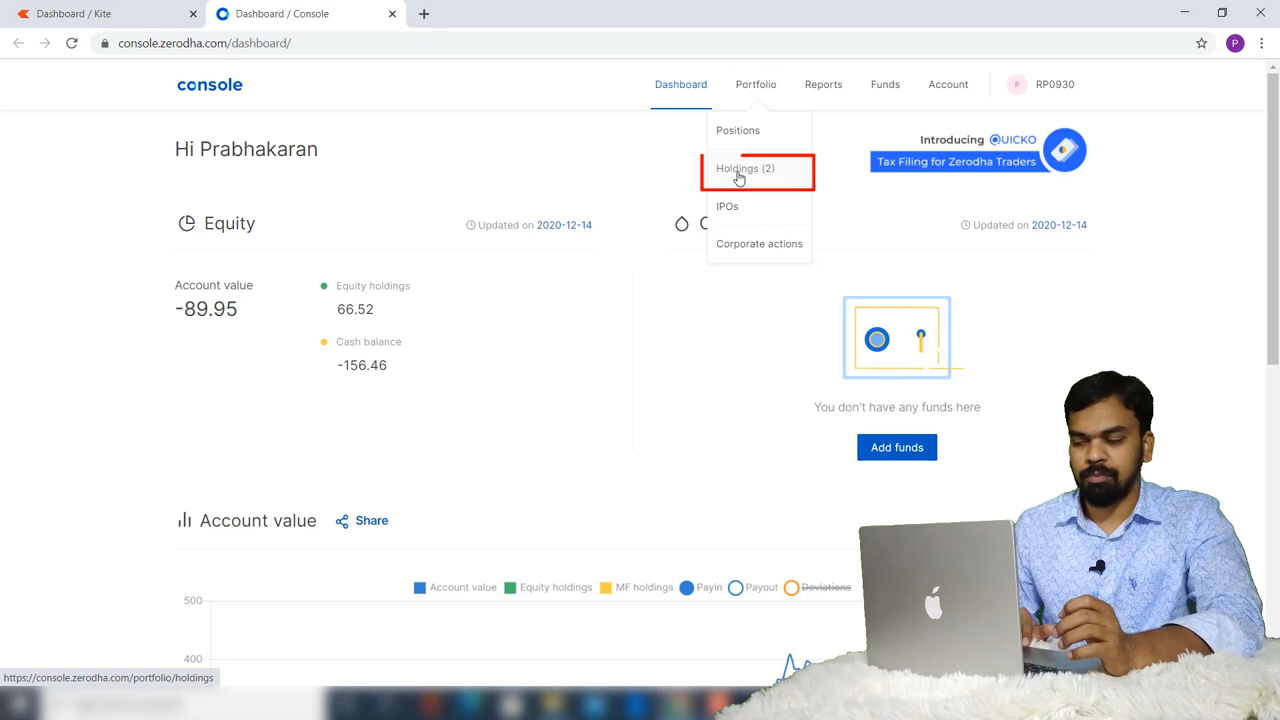 Dashboard / Kite
Dashboard / Console
console.zerodha.com/dashboard/
P
console
Dashboard
Portfolio
Reports
Funds
Account
P
RP0930
Positions
Holdings (2)
IPOs
Corporate actions
Introducing QUICKO
Tax Filing for Zerodha Traders
Hi Prabhakaran
Equity
Updated on 2020-12-14
C
Updated on 2020-12-14
Account value
-89.95
Equity holdings
66.52
Cash balance
-156.46
You don't have any funds here
Add funds
Account value
Share
Account value
Equity holdings
MF holdings
Payin
Payout
Deviations
500
400
https://console.zerodha.com/portfolio/holdings